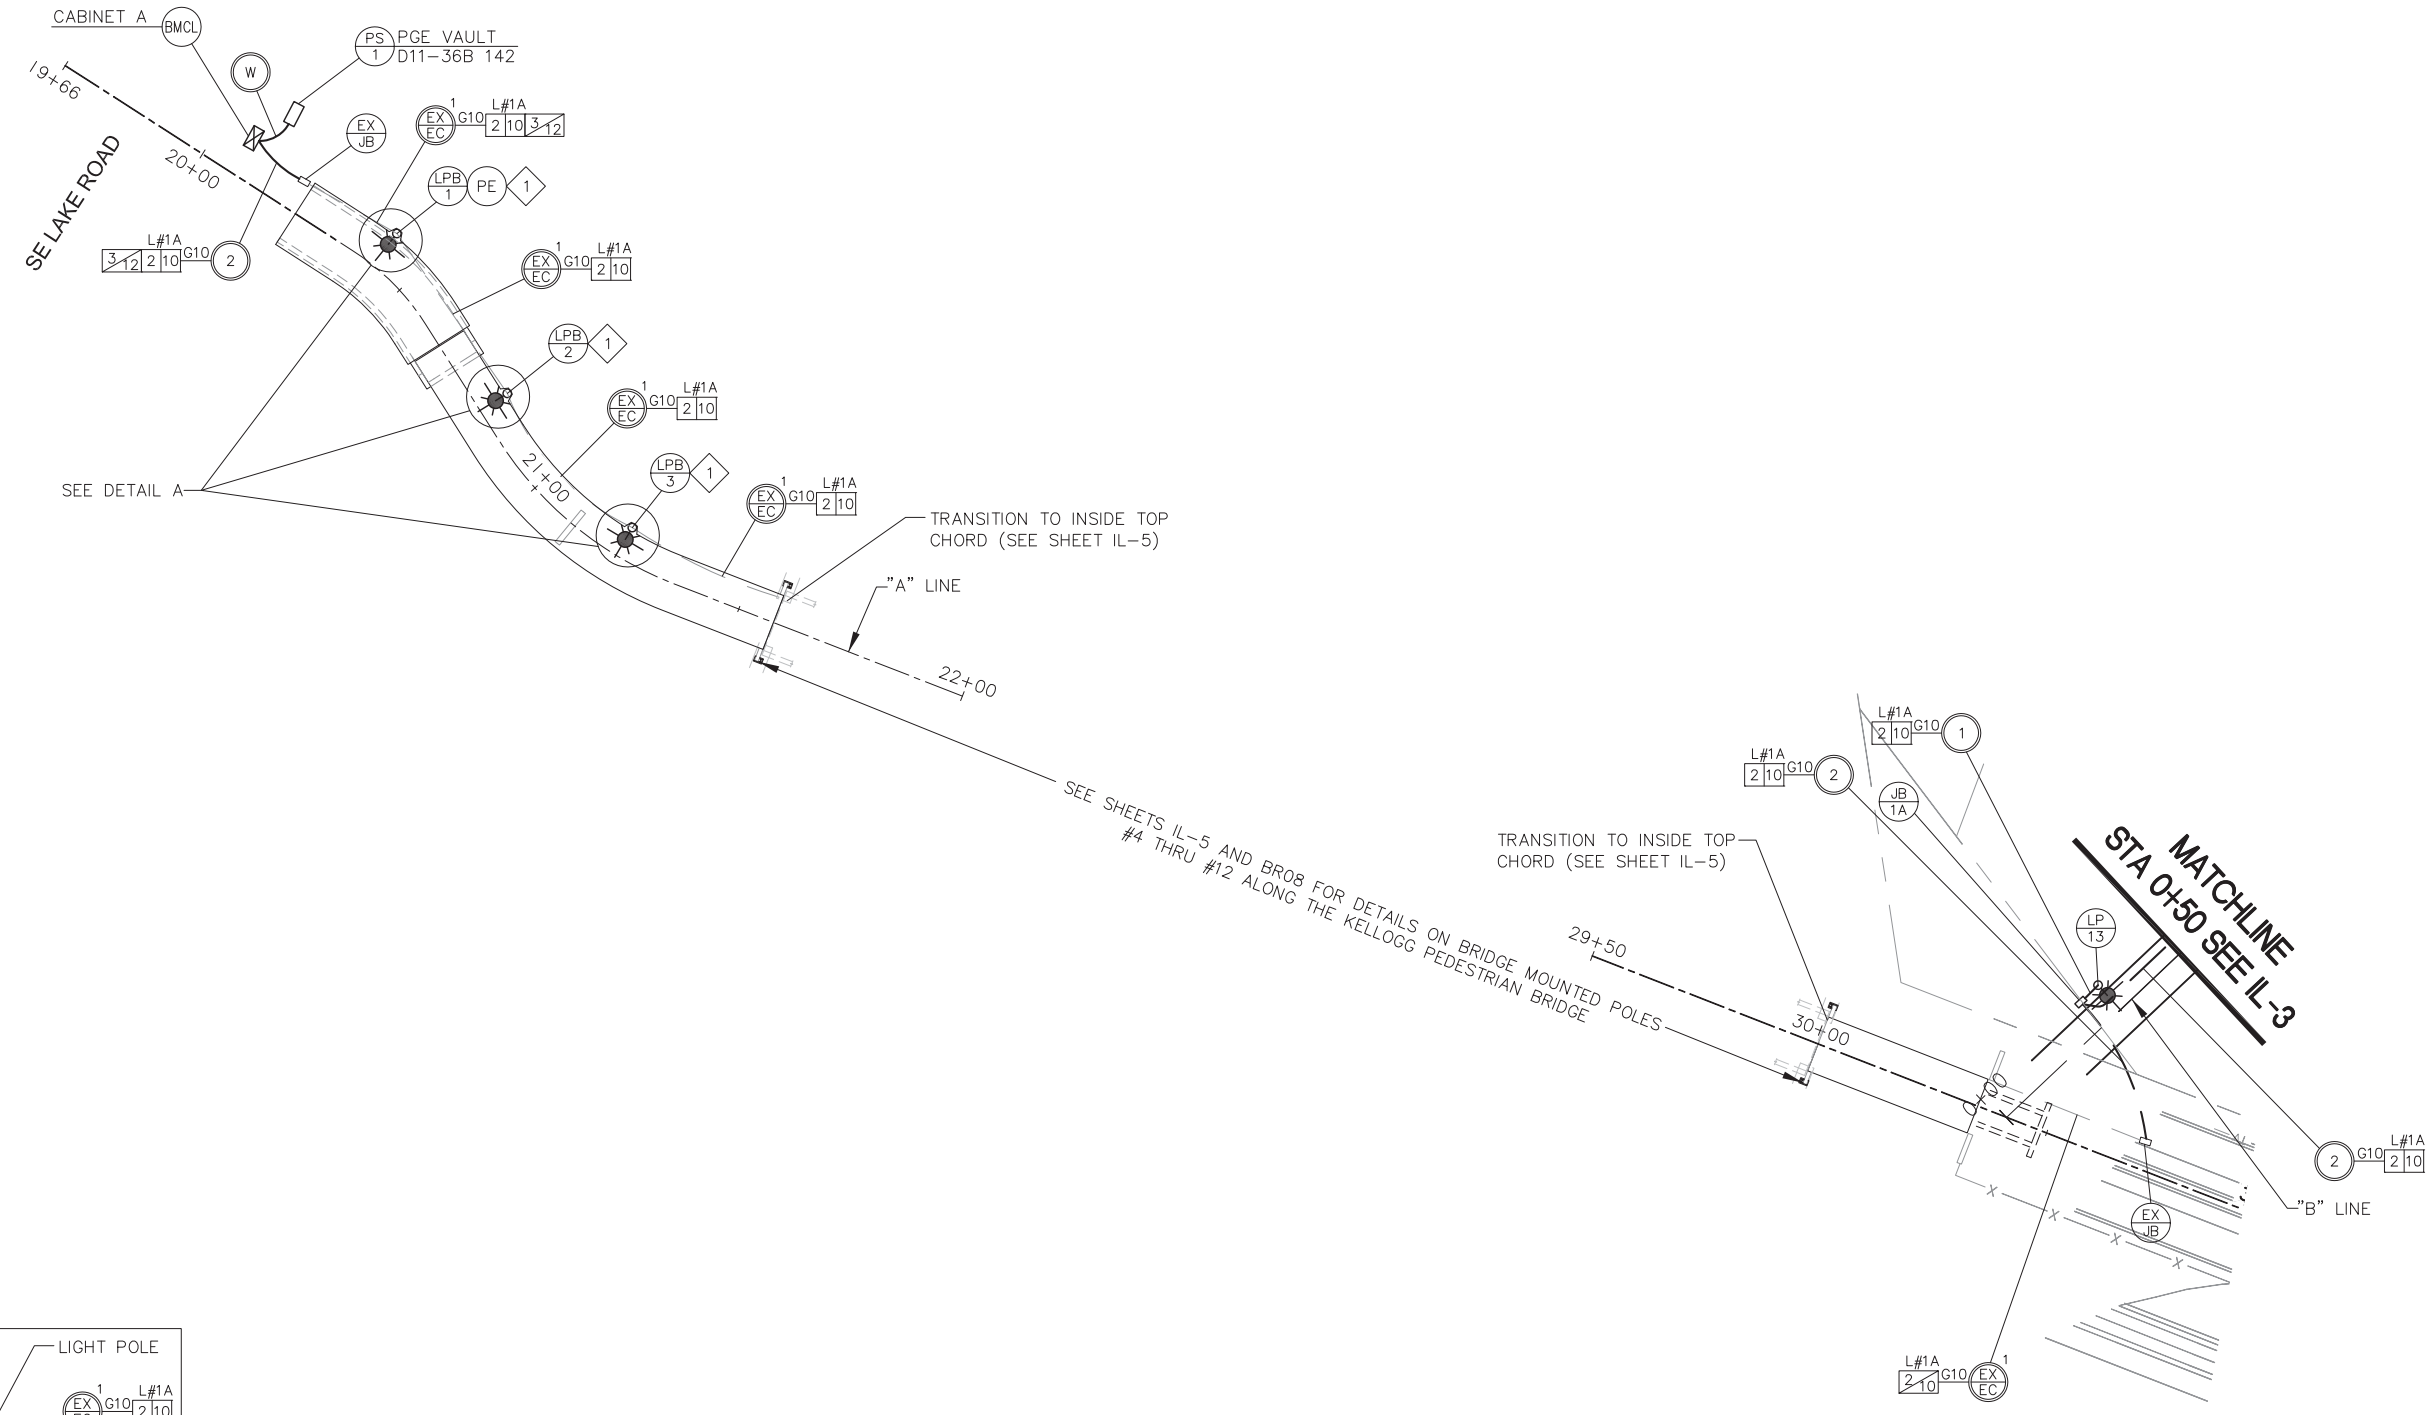 CABINET A
BMCL
PS
1
PGE VAULT
D11-36B 142
19+66
W
EX
JB
1
EX
EC
G10
L#1A
2 10 3 12
20+00
SE LAKE ROAD
LPB
1
PE
1
L#1A
3 12 2 10
G10
2
1
EX
EC
G10
L#1A
2 10
LPB
2
1
1
EX
EC
G10
L#1A
2 10
21+00
LPB
3
1
SEE DETAIL A
1
EX
EC
G10
L#1A
2 10
TRANSITION TO INSIDE TOP
CHORD (SEE SHEET IL-5)
"A" LINE
22+00
SEE SHEETS IL-5 AND BR08 FOR DETAILS ON BRIDGE MOUNTED POLES
#4 THRU #12 ALONG THE KELLOGG PEDESTRIAN BRIDGE
L#1A
2 10
G10
1
L#1A
2 10
G10
2
JB
1A
TRANSITION TO INSIDE TOP
CHORD (SEE SHEET IL-5)
MATCHLINE
STA 0+50 SEE IL-3
LP
13
29+50
30+00
2
G10
L#1A
2 10
"B" LINE
EX
JB
X
X
X
X
L#1A
2 10
G10
1
EX
EC
LIGHT POLE
1
EX
EC
G10
L#1A
2 10